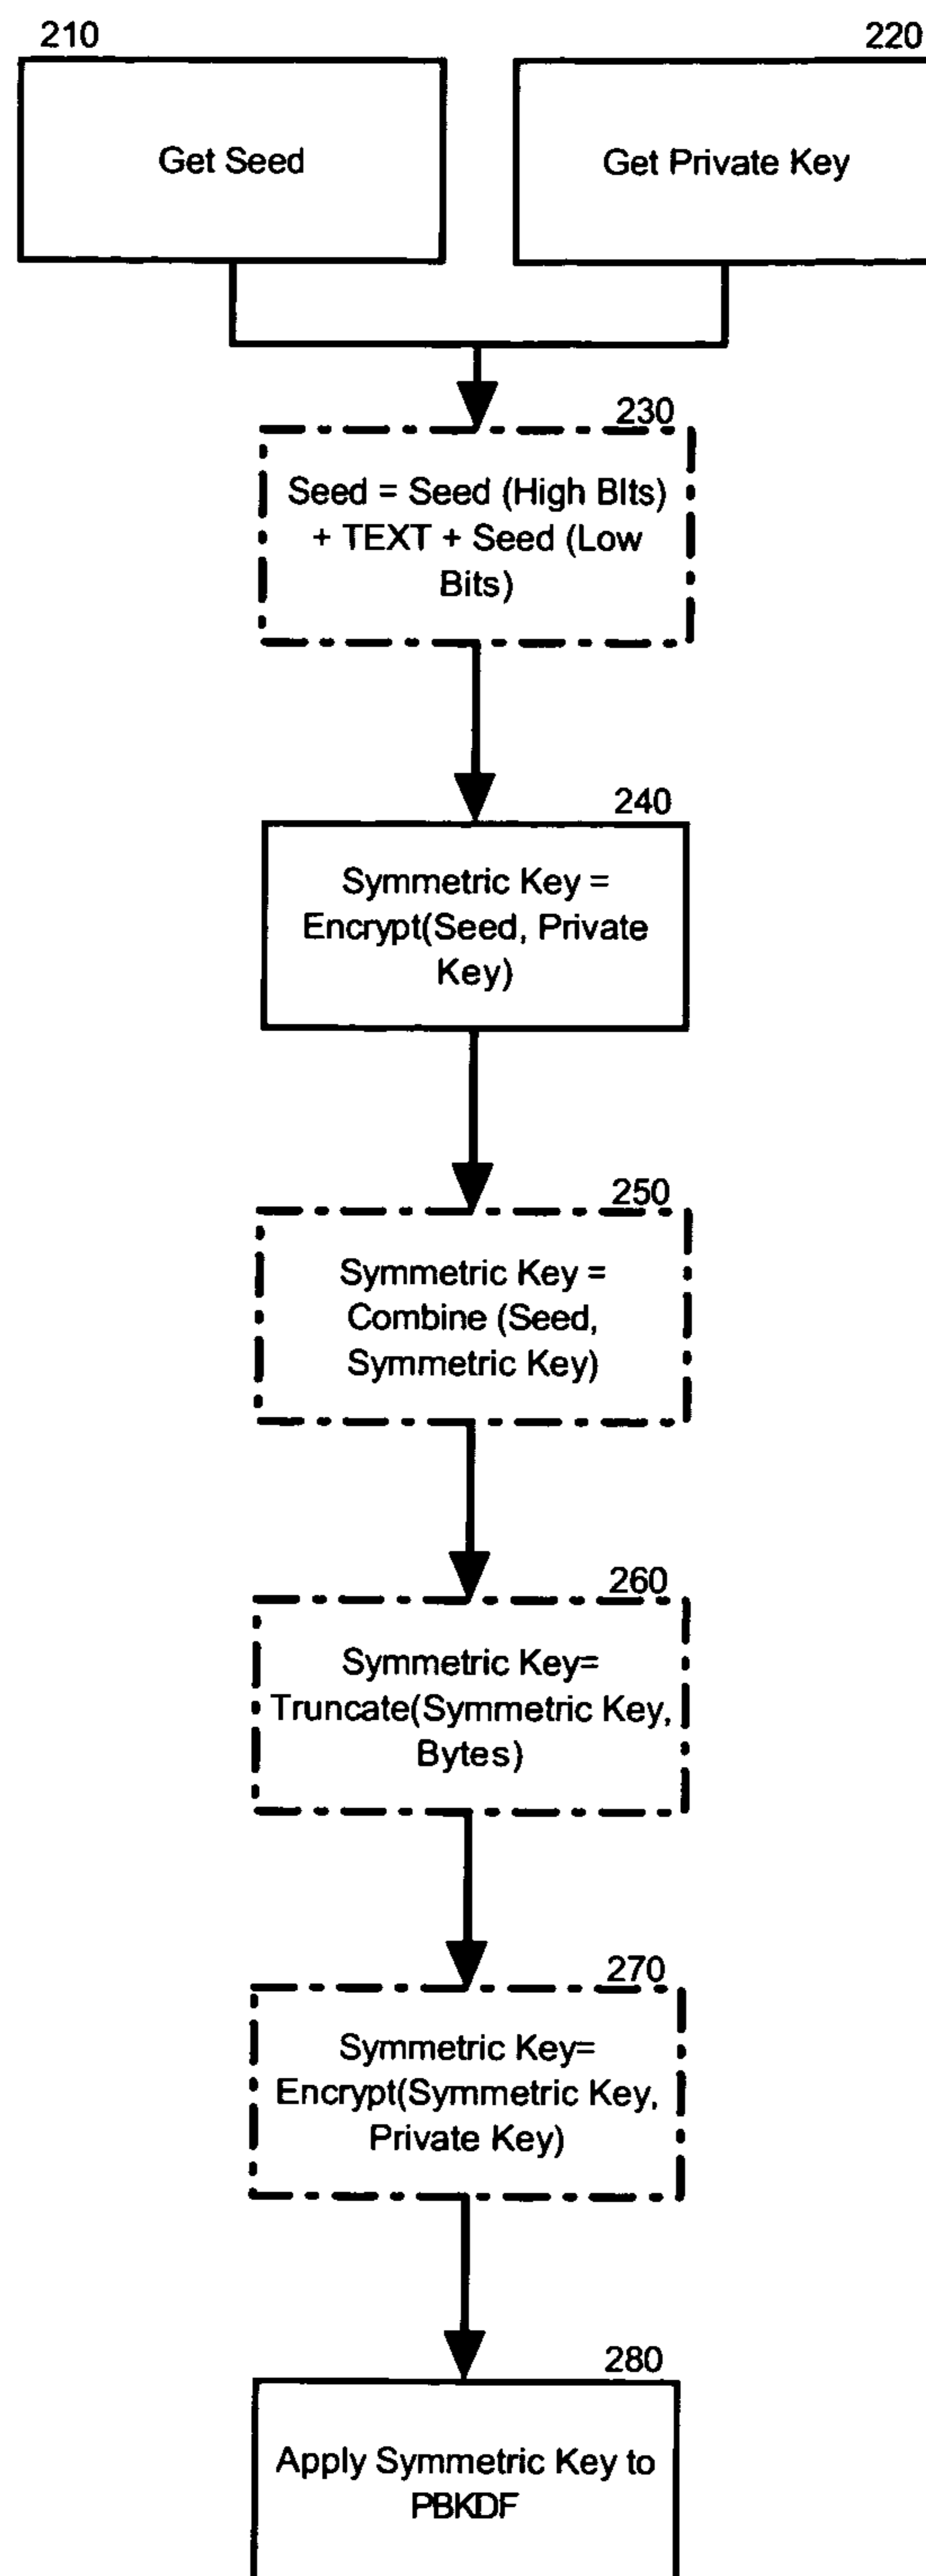 210
220
Get Seed
Get Private Key
230
Seed = Seed (High BIts)
+ TEXT + Seed (Low
Bits)
240
Symmetric Key =
Encrypt(Seed, Private
Key)
250
Symmetric Key =
Combine (Seed,
Symmetric Key)
260
Symmetric Key=
Truncate(Symmetric Key,
Bytes)
270
Symmetric Key=
Encrypt(Symmetric Key,
Private Key)
280
Apply Symmetric Key to
PBKDF